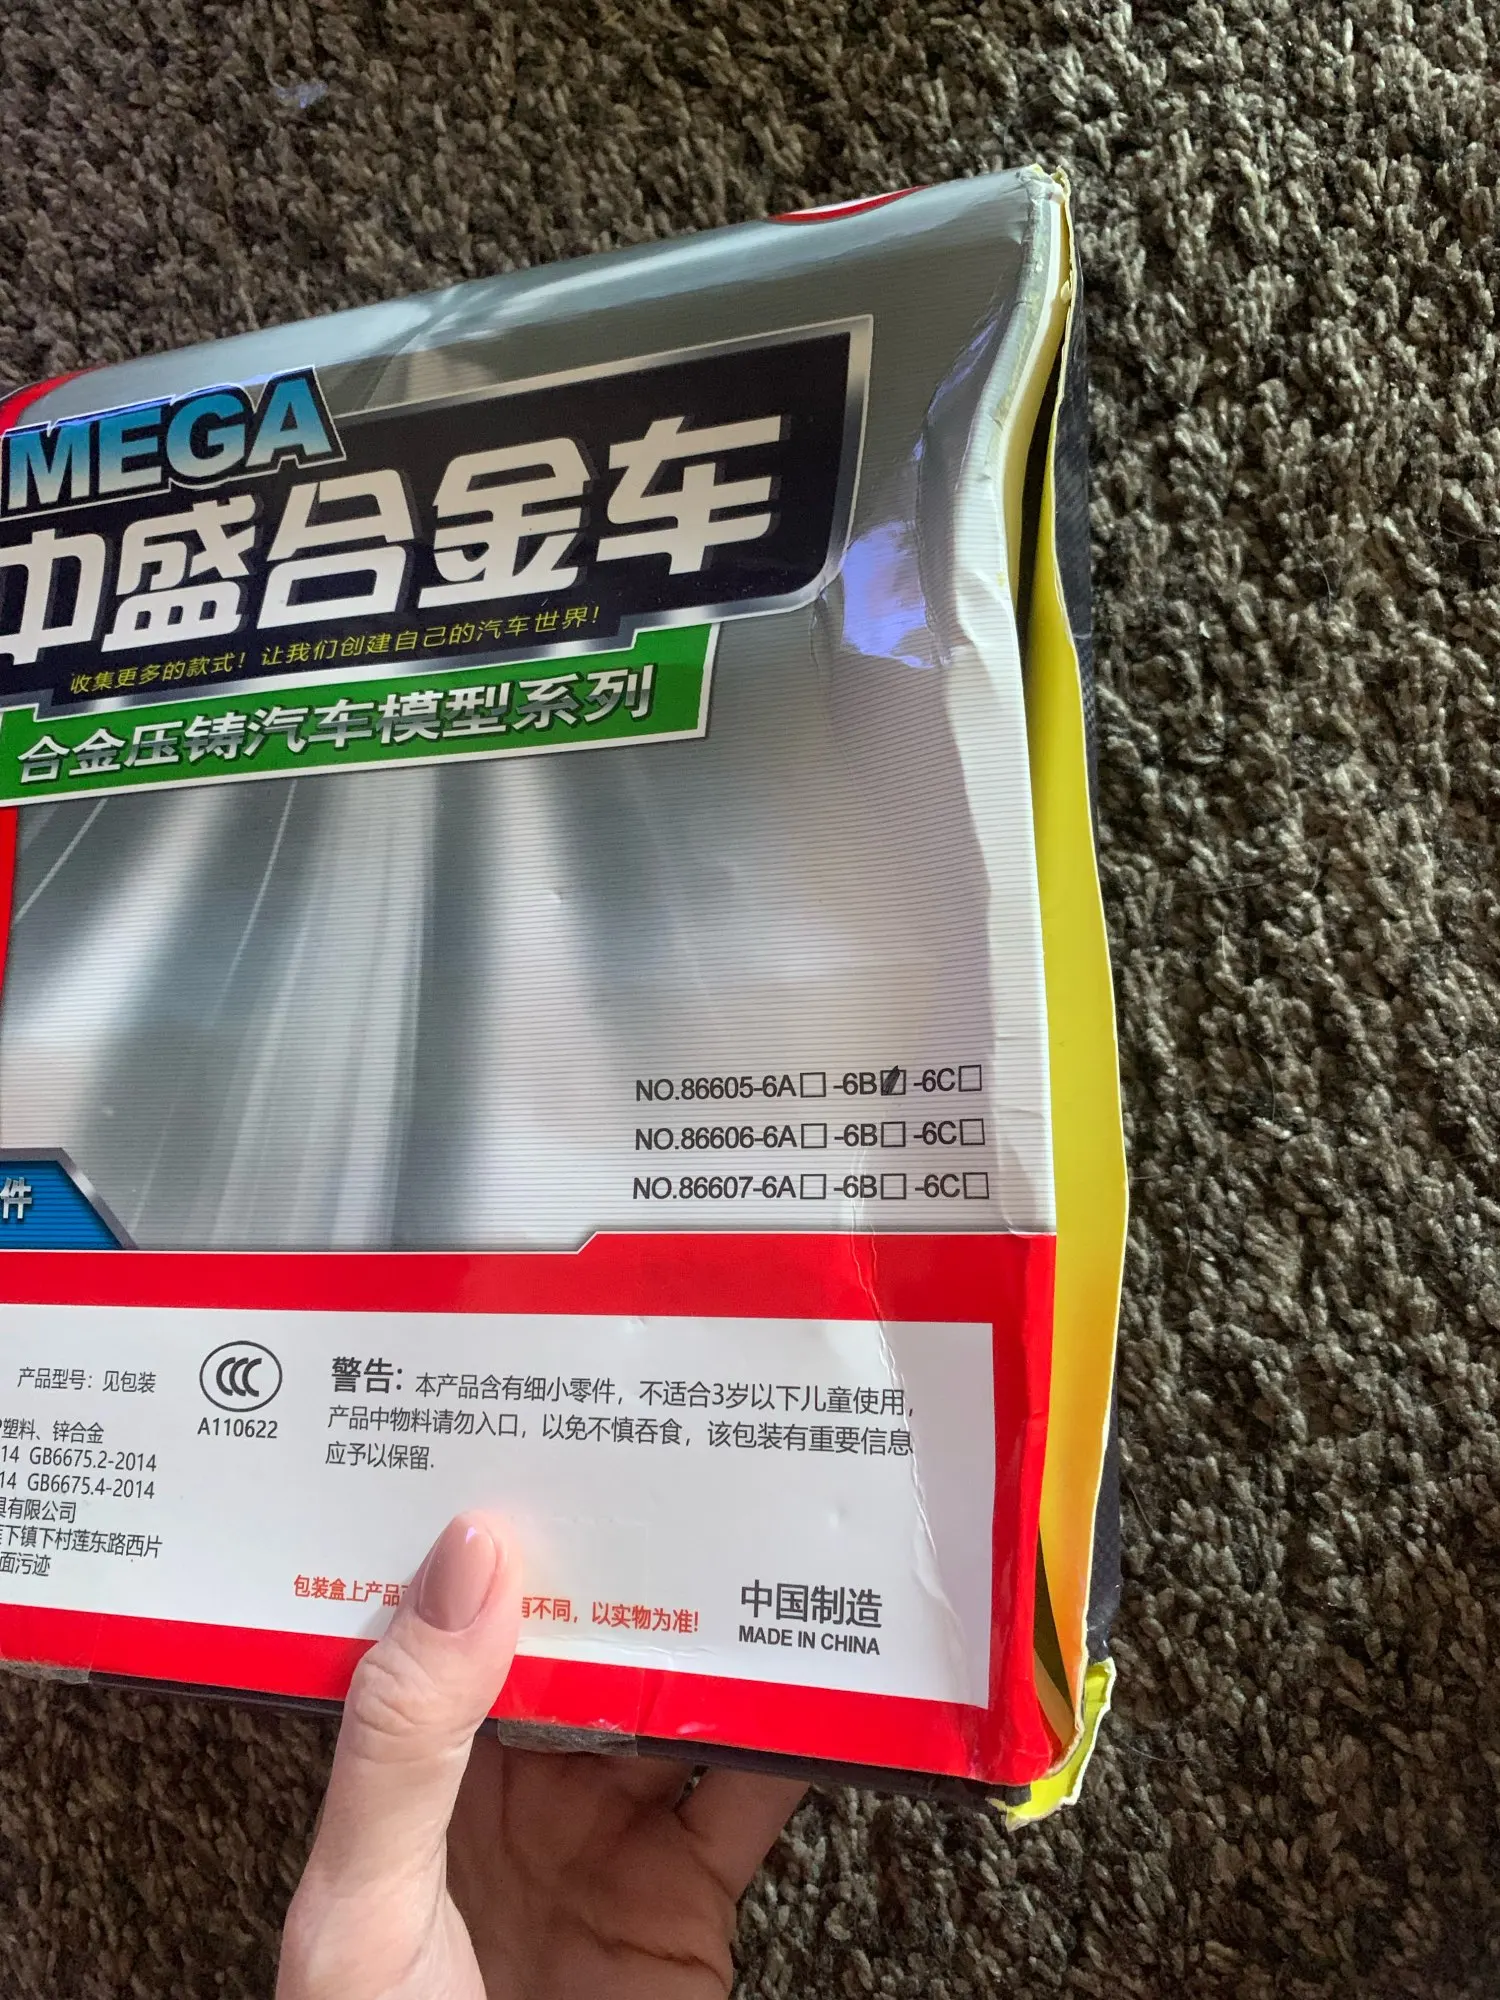 MEGA
中盛合金车
收集更多的款式！让我们创建自己的汽车世界！
合金压铸汽车模型系列
NO.86605-6A□ -6B□ -6C□
NO.86606-6A□ -6B□ -6C□
NO.86607-6A□ -6B□ -6C□
件
产品型号：见包装
塑料、锌合金
14 GB6675.2-2014
14 GB6675.4-2014
具有限公司
下镇下村莲东路西片
面污迹
CCC
A110622
警告：本产品含有细小零件，不适合3岁以下儿童使用，
产品中物料请勿入口，以免不慎吞食，该包装有重要信息
应予以保留.
包装盒上产品 有不同，以实物为准!
中国制造
MADE IN CHINA